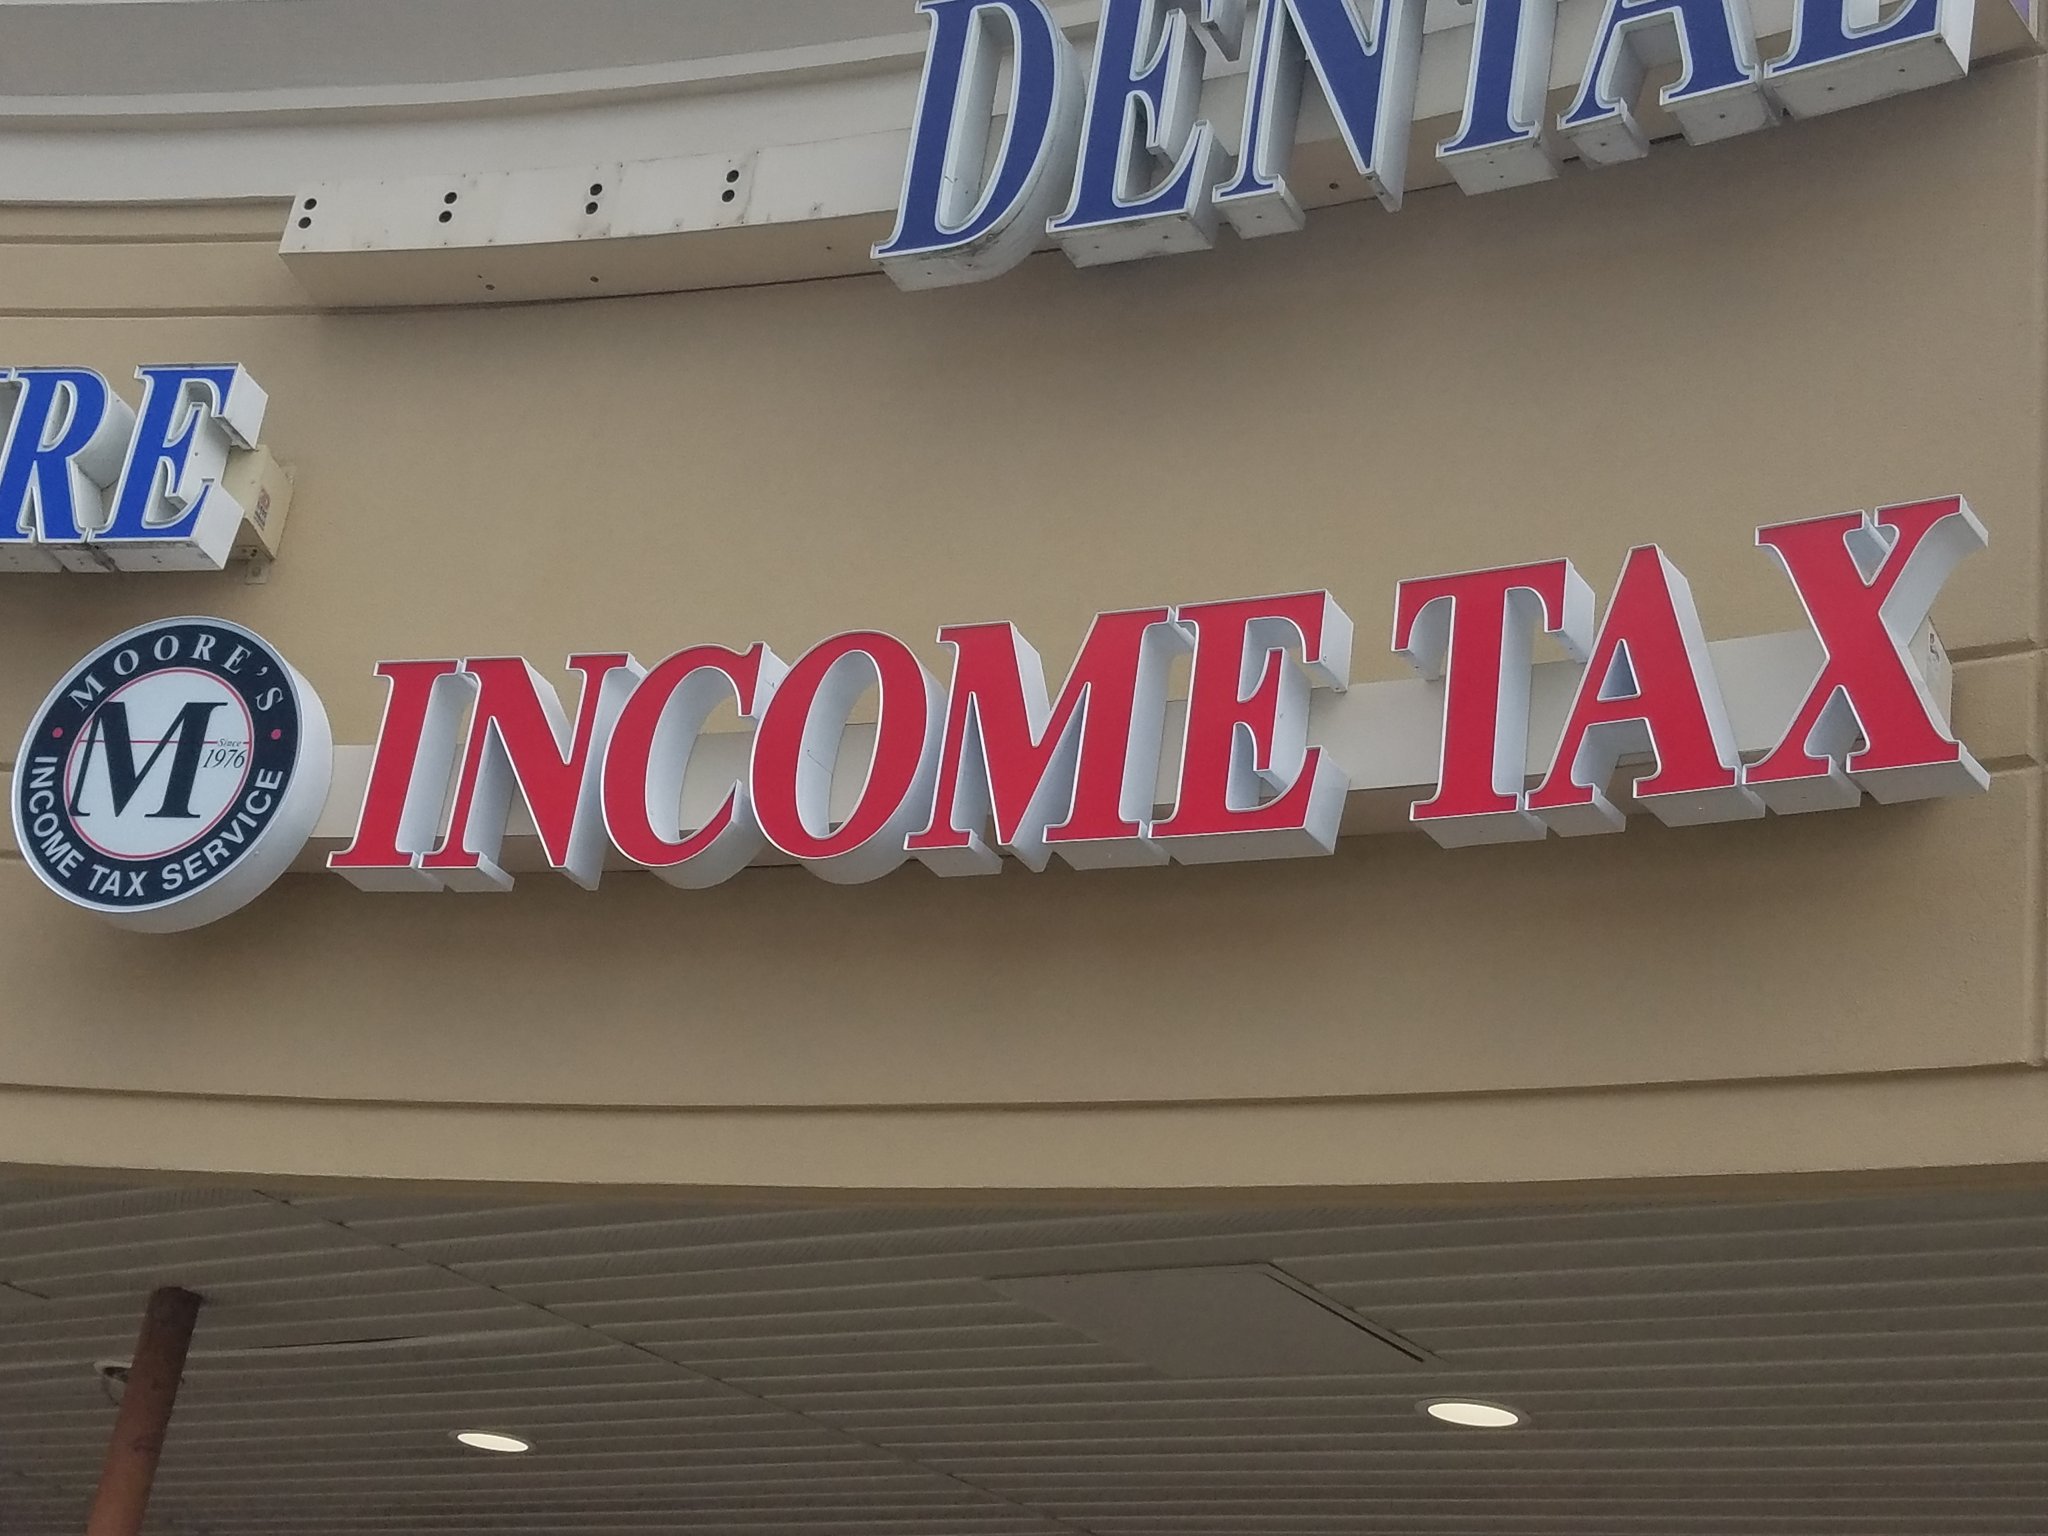 DENTAL
RE
MOORE'S
M
Since
1976
INCOME TAX SERVICE
INCOME TAX